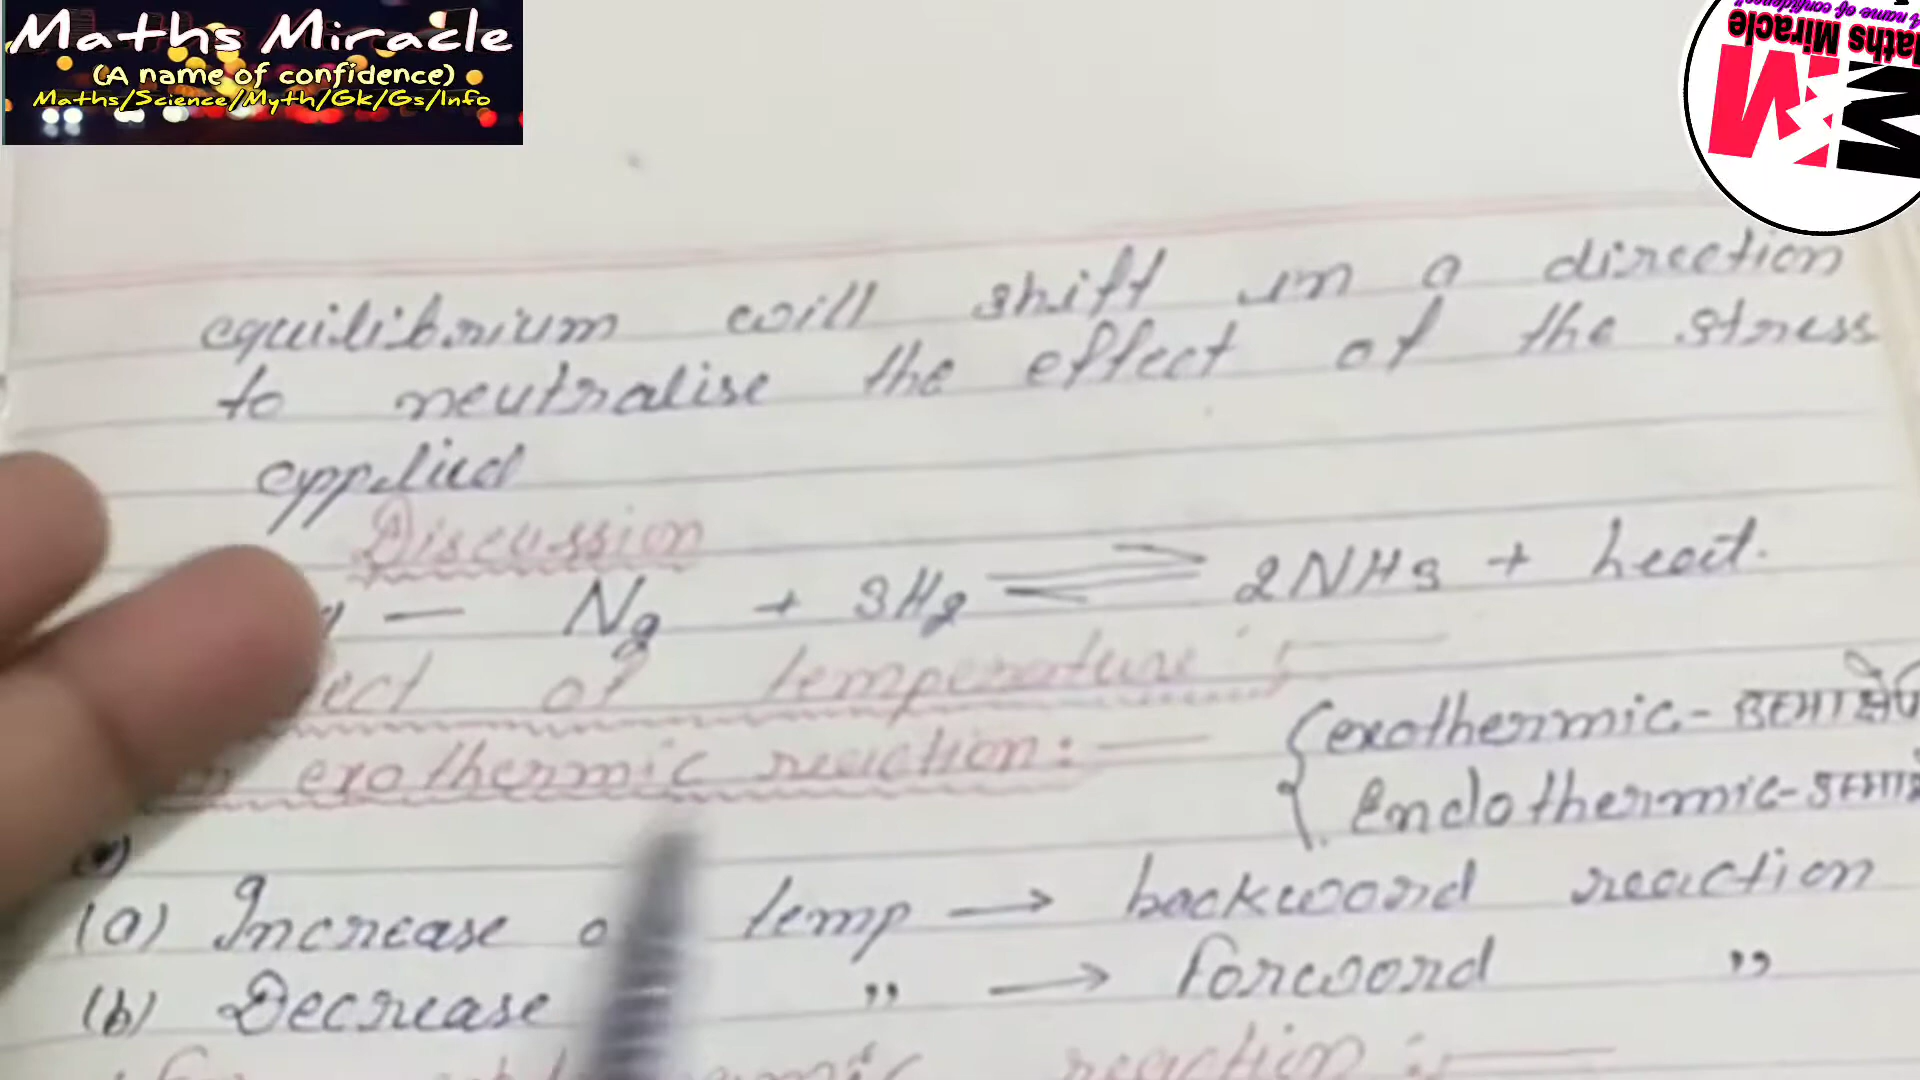 Maths Miracle
(A name of confidence)
Maths/Science/Myth/Gk/Gs/Info
Maths Miracle
equilibrium will shift in a direction
to neutralise the effect of the stress
applied
Discussion
— N2 + 3H2 ⇌ 2NH3 + heat.
of temperature :—
exothermic reaction :—
{ exothermic -
Endothermic -
(a) Increase temp → backward reaction
(b) Decrease " → forward "
reaction :—